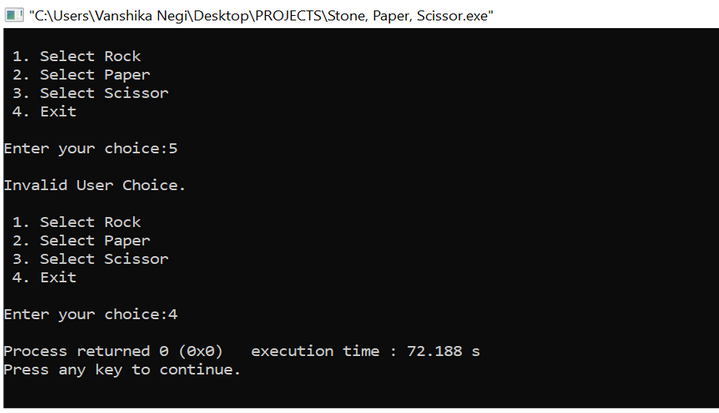 "C:\Users\Vanshika Negi\Desktop\PROJECTS\Stone, Paper, Scissor.exe"
1. Select Rock
2. Select Paper
3. Select Scissor
4. Exit
Enter your choice:5
Invalid User Choice.
1. Select Rock
2. Select Paper
3. Select Scissor
4. Exit
Enter your choice:4
Process returned 0 (0x0)   execution time : 72.188 s
Press any key to continue.